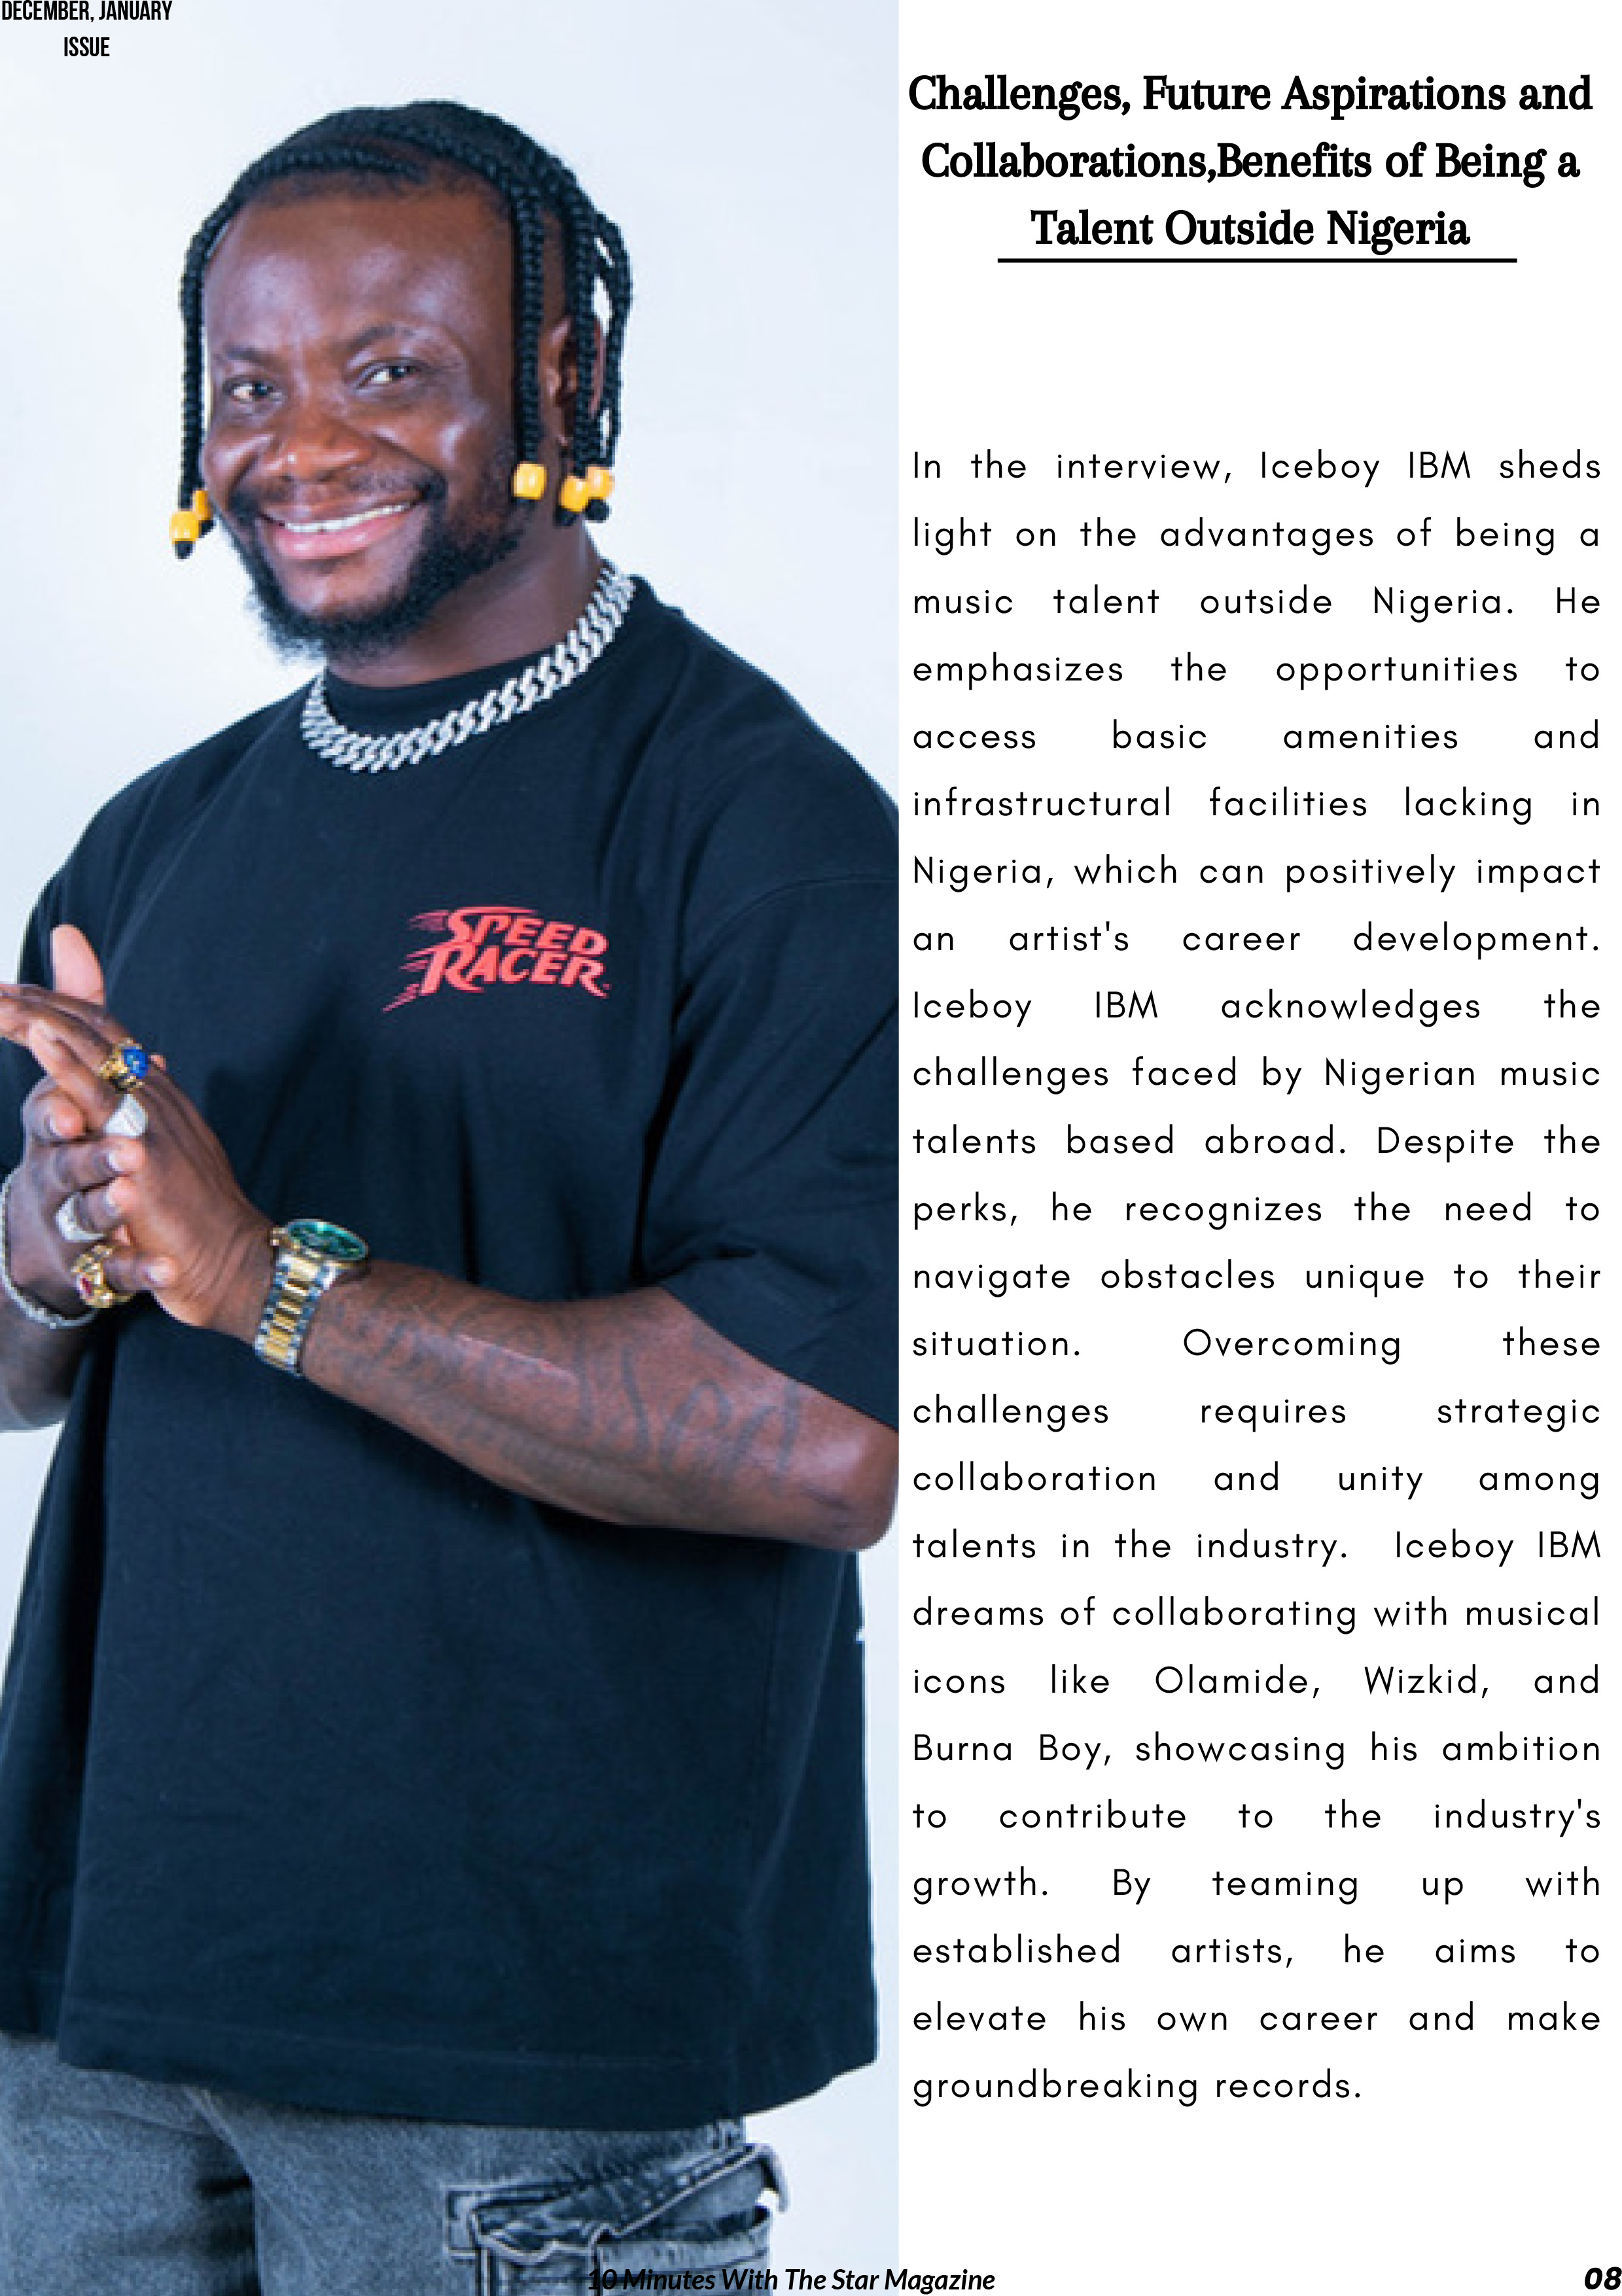 DECEMBER, JANUARY
ISSUE
Challenges, Future Aspirations and
Collaborations,Benefits of Being a
Talent Outside Nigeria
In the interview, Iceboy IBM sheds
light on the advantages of being a
music talent outside Nigeria. He
emphasizes the opportunities to
access basic amenities and
infrastructural facilities lacking in
Nigeria, which can positively impact
an artist's career development.
Iceboy IBM acknowledges the
challenges faced by Nigerian music
talents based abroad. Despite the
perks, he recognizes the need to
navigate obstacles unique to their
situation. Overcoming these
challenges requires strategic
collaboration and unity among
talents in the industry. Iceboy IBM
dreams of collaborating with musical
icons like Olamide, Wizkid, and
Burna Boy, showcasing his ambition
to contribute to the industry's
growth. By teaming up with
established artists, he aims to
elevate his own career and make
groundbreaking records.
SPEED
RACER
10 Minutes With The Star Magazine
08